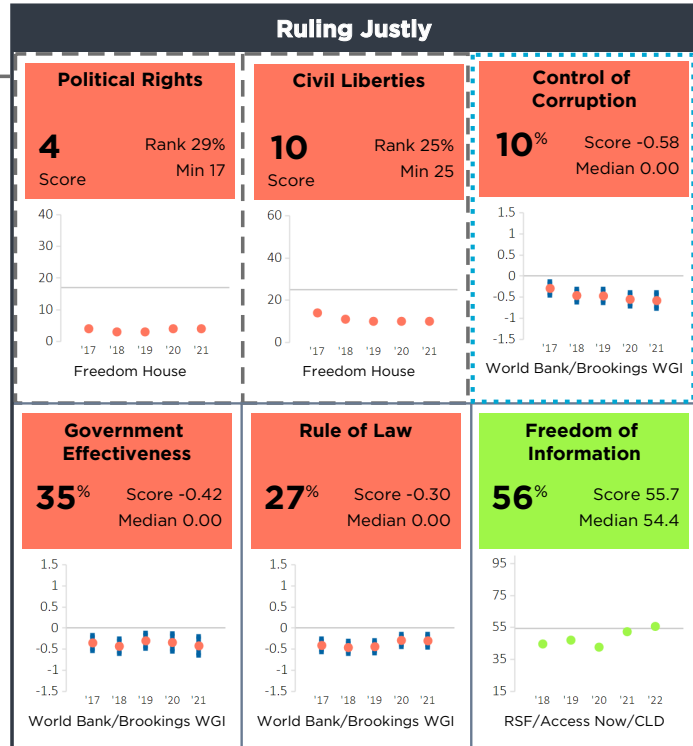 Ruling Justly
Political Rights
4
Score
Rank 29%
Min 17
40
30
20
10
0
'17 '18 '19 '20 '21
Freedom House
Civil Liberties
10
Score
Rank 25%
Min 25
60
40
20
0
'17 '18 '19 '20 '21
Freedom House
Control of
Corruption
10%
Score -0.58
Median 0.00
1.5
1
0.5
0
-0.5
-1
-1.5
'17 '18 '19 '20 '21
World Bank/Brookings WGI
Government
Effectiveness
35%
Score -0.42
Median 0.00
1.5
1
0.5
0
-0.5
-1
-1.5
'17 '18 '19 '20 '21
World Bank/Brookings WGI
Rule of Law
27%
Score -0.30
Median 0.00
1.5
1
0.5
0
-0.5
-1
-1.5
'17 '18 '19 '20 '21
World Bank/Brookings WGI
Freedom of
Information
56%
Score 55.7
Median 54.4
95
75
55
35
15
'18 '19 '20 '21 '22
RSF/Access Now/CLD